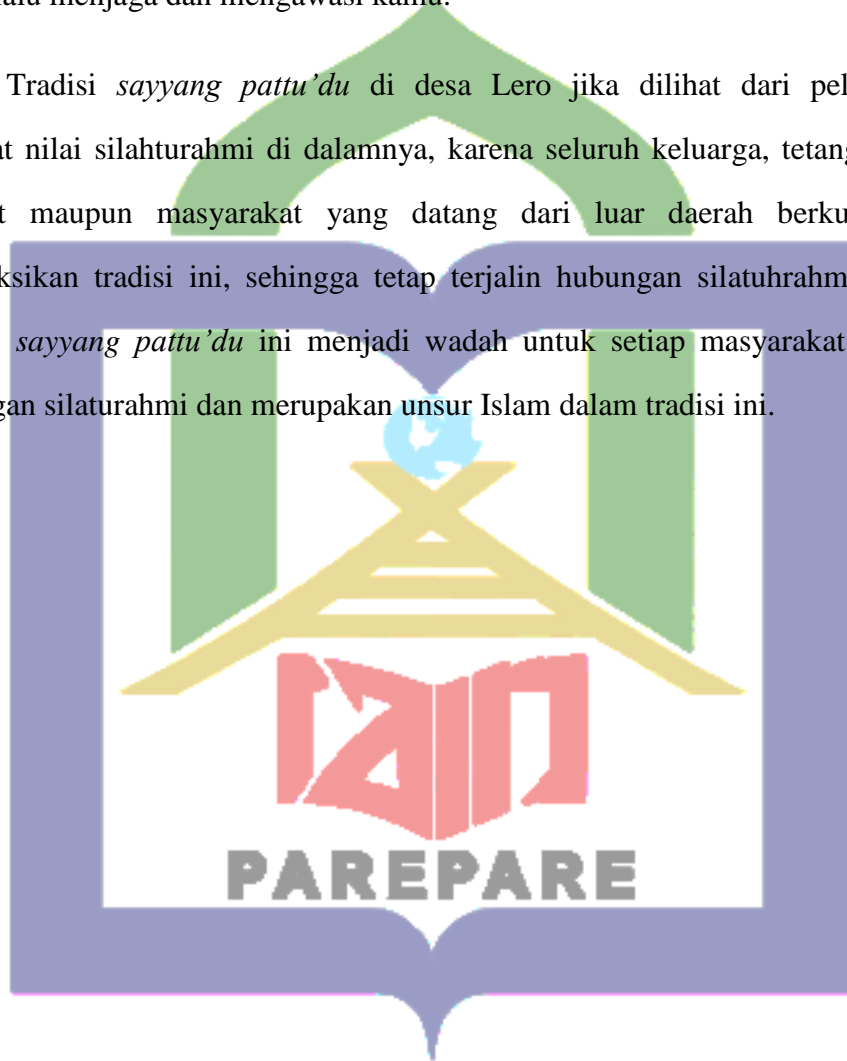 alu menjaga dan mengawasi kamu.
Tradisi sayyang pattu’du di desa Lero jika dilihat dari pel
at nilai silahturahmi di dalamnya, karena seluruh keluarga, tetang
t maupun masyarakat yang datang dari luar daerah berku
ksikan tradisi ini, sehingga tetap terjalin hubungan silatuhrahm
sayyang pattu’du ini menjadi wadah untuk setiap masyarakat
gan silaturahmi dan merupakan unsur Islam dalam tradisi ini.
iain
PAREPARE